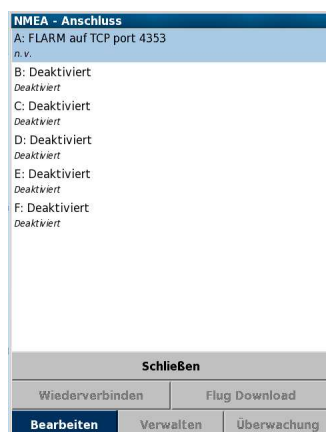 NMEA - Anschluss
A: FLARM auf TCP port 4353
n.v.
B: Deaktiviert
Deaktiviert
C: Deaktiviert
Deaktiviert
D: Deaktiviert
Deaktiviert
E: Deaktiviert
Deaktiviert
F: Deaktiviert
Deaktiviert
Schließen
Wiederverbinden Flug Download
Bearbeiten Verwalten Überwachung